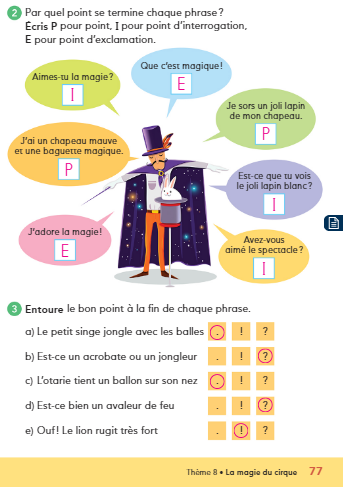 2 Par quel point se termine chaque phrase?
Écris P pour point, I pour point d'interrogation,
E pour point d'exclamation.
Aimes-tu la magie?
I
Que c'est magique!
E
Je sors un joli lapin
de mon chapeau.
P
J'ai un chapeau mauve
et une baguette magique.
P
Est-ce que tu vois
le joli lapin blanc?
I
J'adore la magie!
E
Avez-vous
aimé le spectacle?
I
3 Entoure le bon point à la fin de chaque phrase.
a) Le petit singe jongle avec les balles . ! ?
b) Est-ce un acrobate ou un jongleur . ! ?
c) L'otarie tient un ballon sur son nez . ! ?
d) Est-ce bien un avaleur de feu . ! ?
e) Ouf! Le lion rugit très fort . ! ?
Thème 8 • La magie du cirque 77